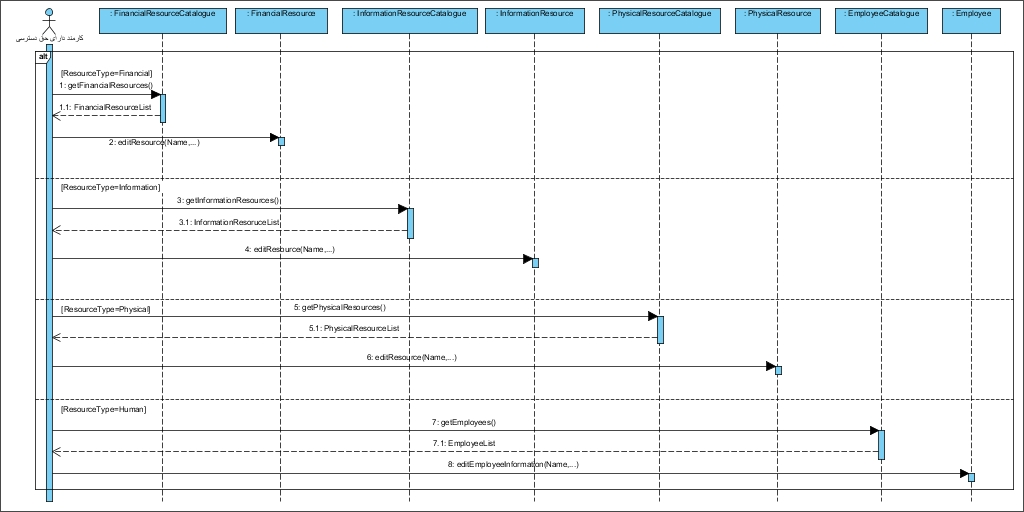 : FinancialResourceCatalogue
: FinancialResource
: InformationResourceCatalogue
: InformationResource
: PhysicalResourceCatalogue
: PhysicalResource
: EmployeeCatalogue
: Employee
کارمند دارای حق دسترسی
alt
[ResourceType=Financial]
1: getFinancialResources()
1.1: FinancialResourceList
2: editResource(Name,...)
[ResourceType=Information]
3: getInformationResources()
3.1: InformationResoruceList
4: editResource(Name,...)
[ResourceType=Physical]
5: getPhysicalResources()
5.1: PhysicalResourceList
6: editResource(Name,...)
[ResourceType=Human]
7: getEmployees()
7.1: EmployeeList
8: editEmployeeInformation(Name,...)